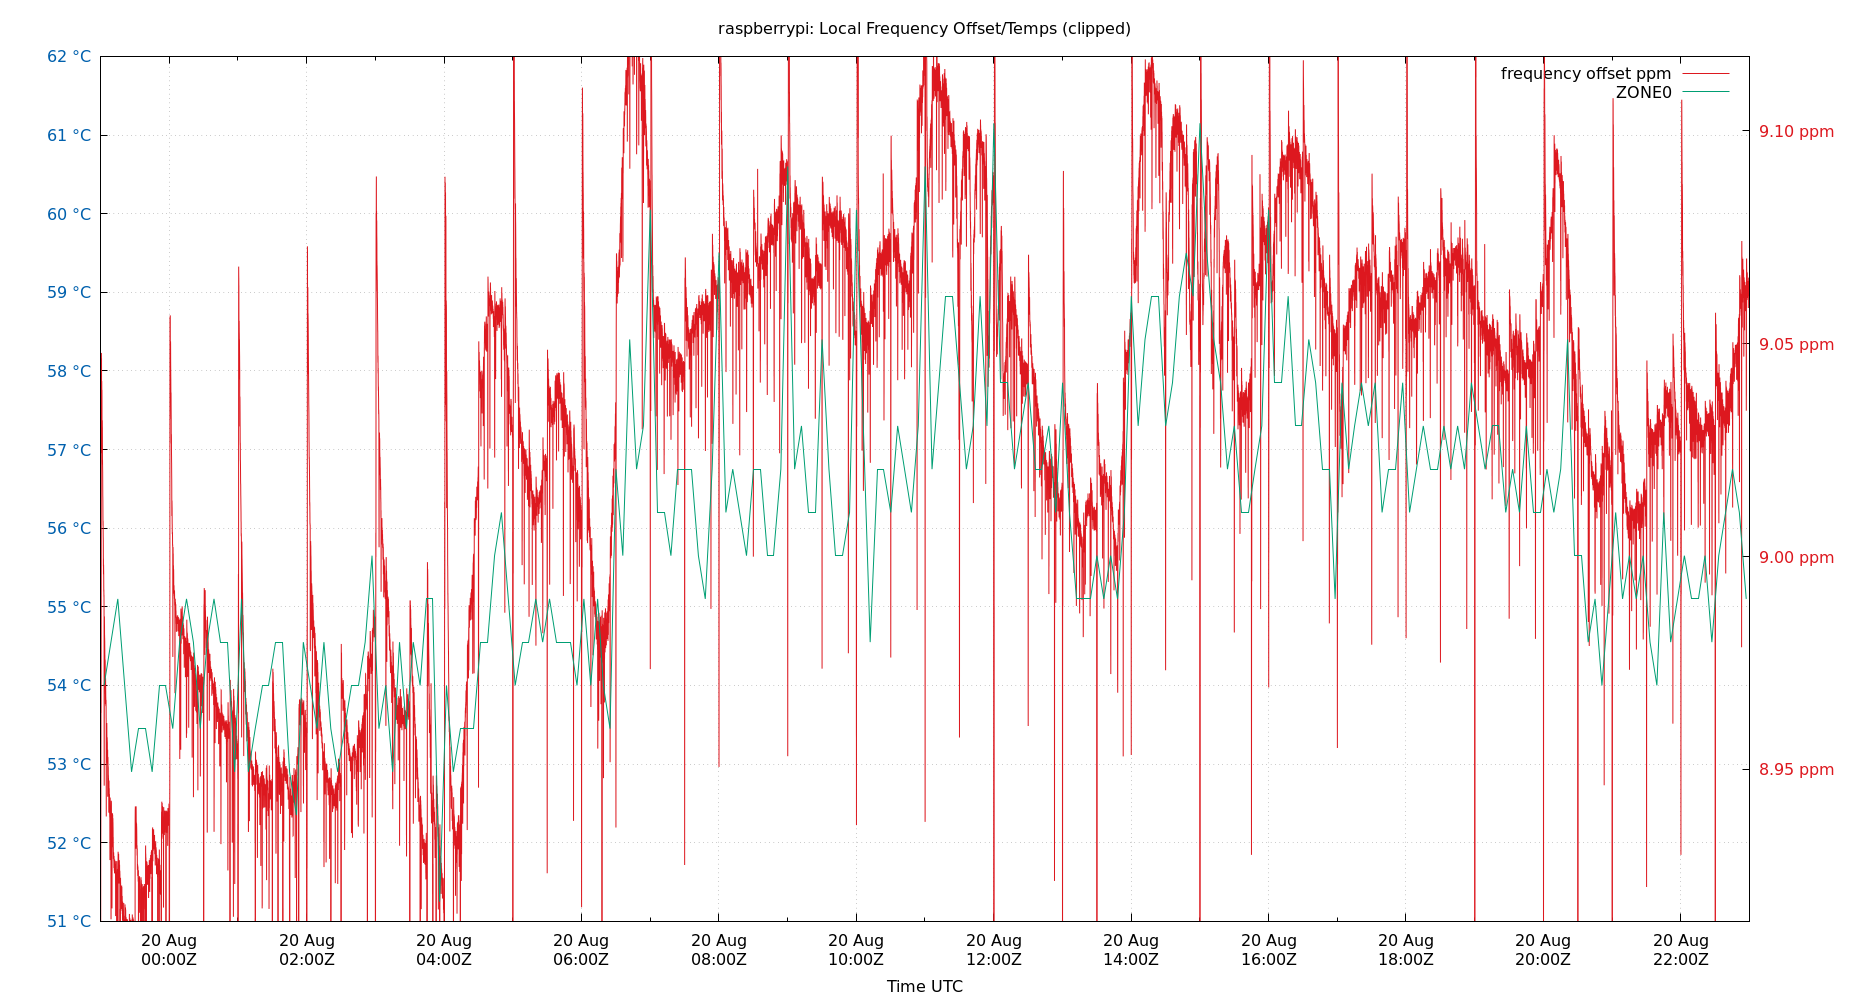 raspberrypi: Local Frequency Offset/Temps (clipped)
62 °C
61 °C
60 °C
59 °C
58 °C
57 °C
56 °C
55 °C
54 °C
53 °C
52 °C
51 °C
frequency offset ppm
ZONE0
9.10 ppm
9.05 ppm
9.00 ppm
8.95 ppm
20 Aug 20 Aug 20 Aug 20 Aug 20 Aug 20 Aug 20 Aug 20 Aug 20 Aug 20 Aug 20 Aug 20 Aug
00:00Z 02:00Z 04:00Z 06:00Z 08:00Z 10:00Z 12:00Z 14:00Z 16:00Z 18:00Z 20:00Z 22:00Z
Time UTC